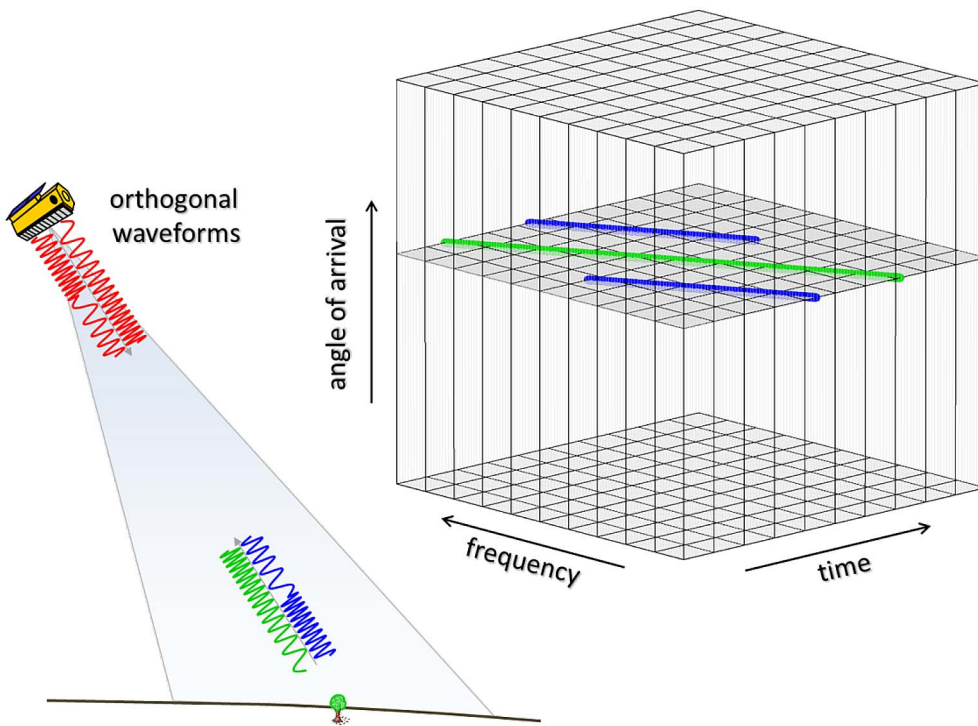 orthogonal
waveforms
angle of arrival
frequency
time